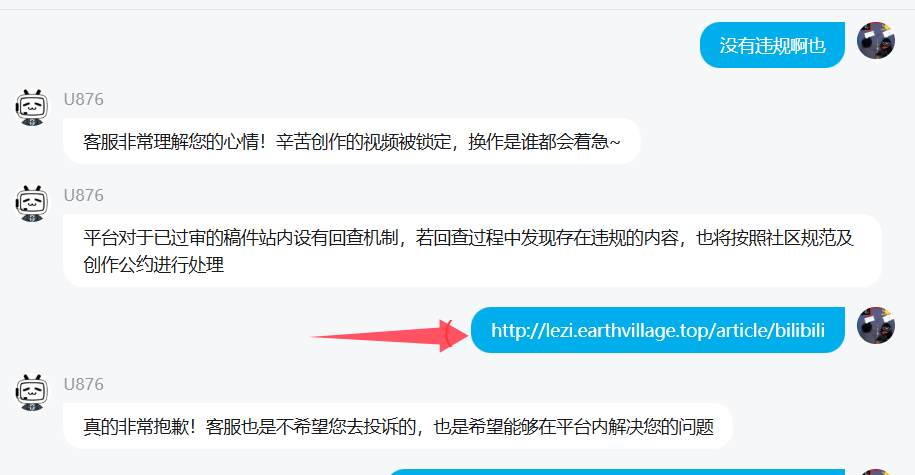 没有违规啊也
U876
客服非常理解您的心情！辛苦创作的视频被锁定，换作是谁都会着急~
U876
平台对于已过审的稿件站内设有回查机制，若回查过程中发现存在违规的内容，也将按照社区规范及
创作公约进行处理
http://lezi.earthvillage.top/article/bilibili
U876
真的非常抱歉！客服也是不希望您去投诉的，也是希望能够在平台内解决您的问题